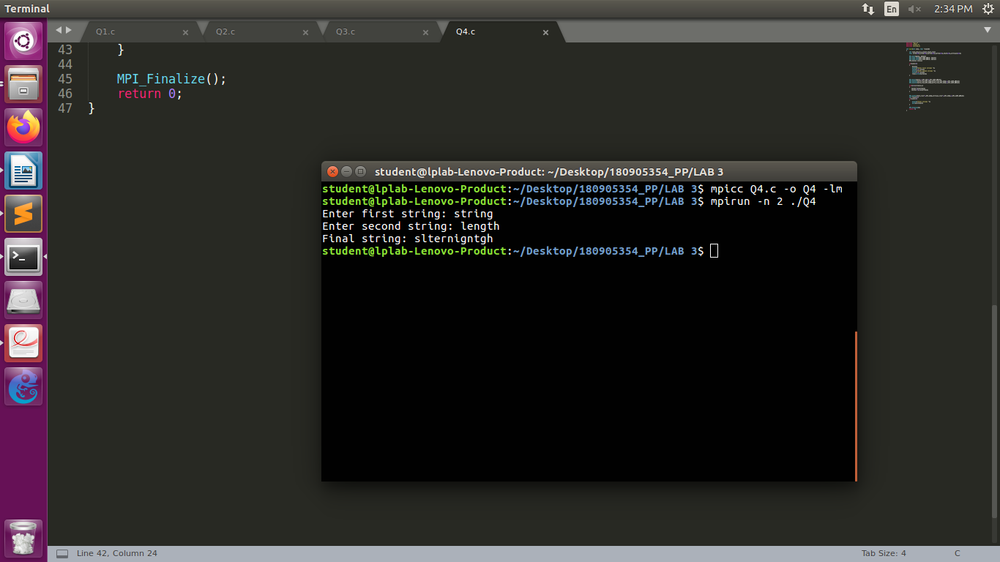 Terminal
En
2:34 PM
Q1.c
Q2.c
Q3.c
Q4.c
43 }
44
45 MPI_Finalize();
46 return 0;
47 }
student@lplab-Lenovo-Product: ~/Desktop/180905354_PP/LAB 3
student@lplab-Lenovo-Product:~/Desktop/180905354_PP/LAB 3$ mpicc Q4.c -o Q4 -lm
student@lplab-Lenovo-Product:~/Desktop/180905354_PP/LAB 3$ mpirun -n 2 ./Q4
Enter first string: string
Enter second string: length
Final string: slternigntgh
student@lplab-Lenovo-Product:~/Desktop/180905354_PP/LAB 3$
Line 42, Column 24
Tab Size: 4
C